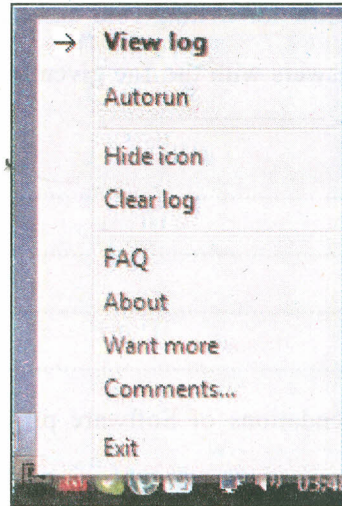 → View log
Autorun
Hide icon
Clear log
FAQ
About
Want more
Comments...
Exit